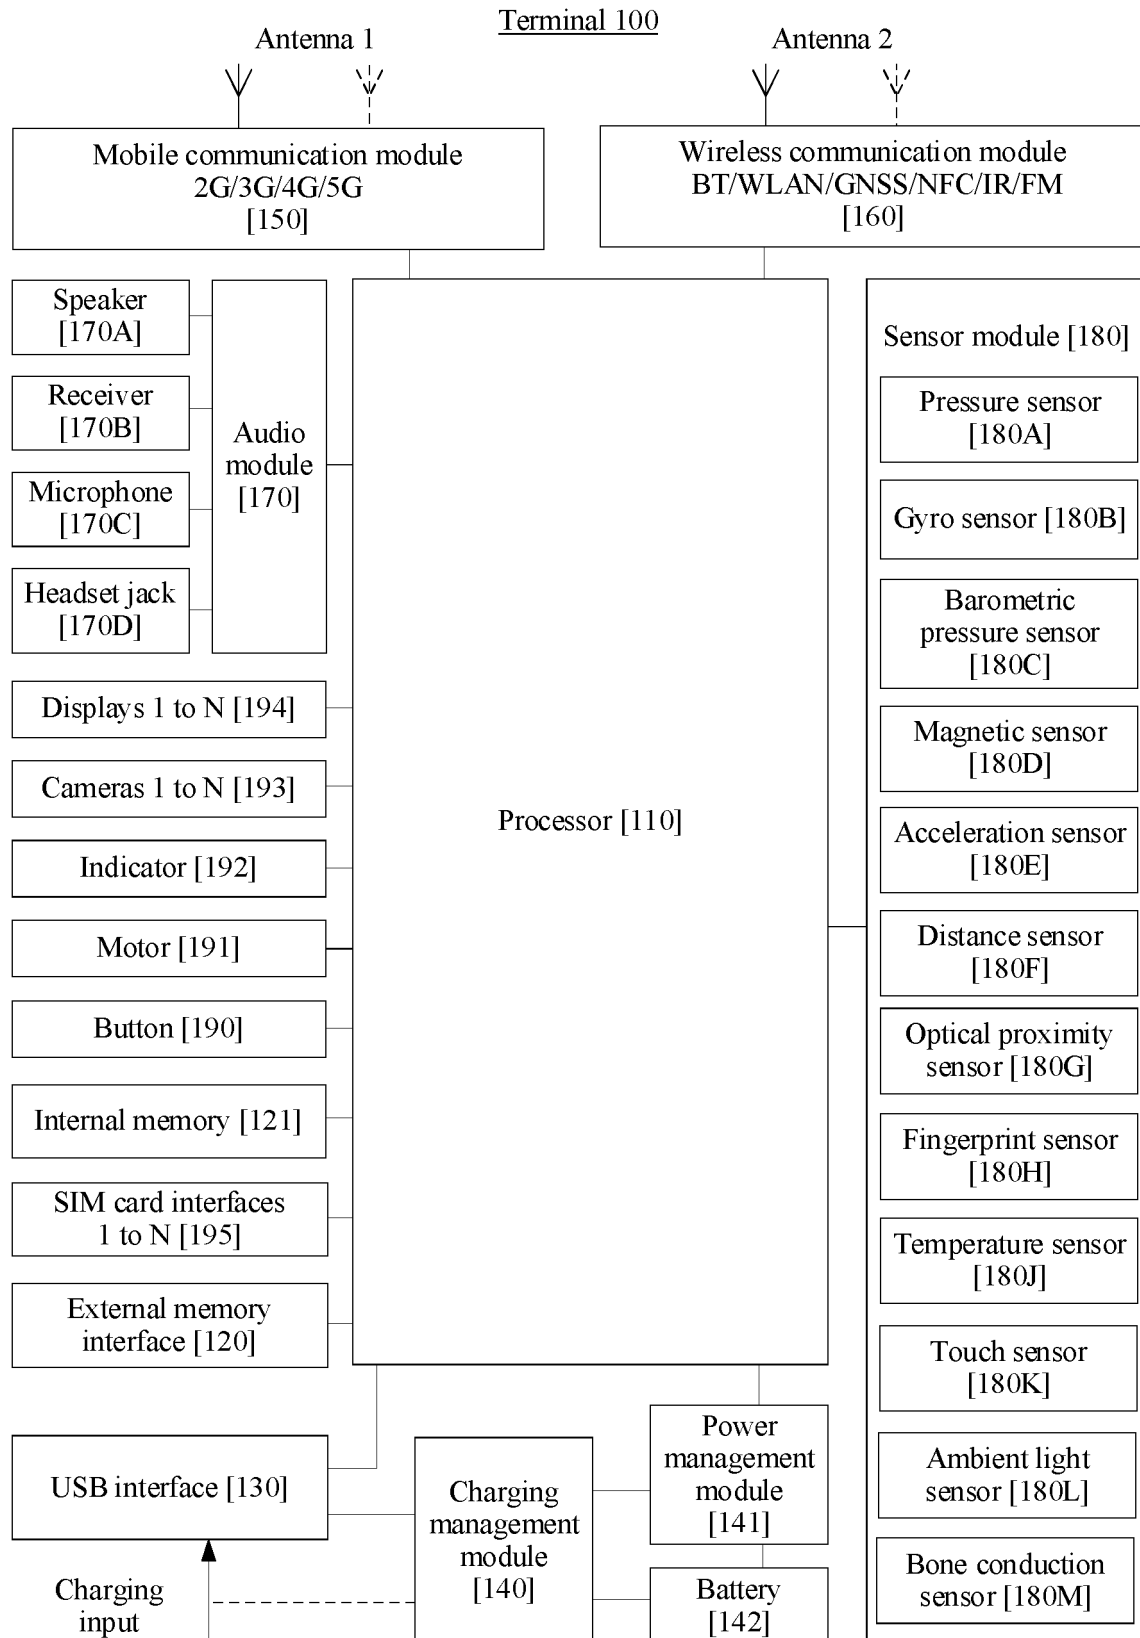 Terminal 100
Antenna 1
Antenna 2
Mobile communication module
2G/3G/4G/5G
[150]
Wireless communication module
BT/WLAN/GNSS/NFC/IR/FM
[160]
Speaker
[170A]
Receiver
[170B]
Microphone
[170C]
Headset jack
[170D]
Audio
module
[170]
Displays 1 to N [194]
Cameras 1 to N [193]
Indicator [192]
Motor [191]
Button [190]
Internal memory [121]
SIM card interfaces
1 to N [195]
External memory
interface [120]
Processor [110]
Sensor module [180]
Pressure sensor
[180A]
Gyro sensor [180B]
Barometric
pressure sensor
[180C]
Magnetic sensor
[180D]
Acceleration sensor
[180E]
Distance sensor
[180F]
Optical proximity
sensor [180G]
Fingerprint sensor
[180H]
Temperature sensor
[180J]
Touch sensor
[180K]
Ambient light
sensor [180L]
Bone conduction
sensor [180M]
USB interface [130]
Charging
input
Charging
management
module
[140]
Power
management
module
[141]
Battery
[142]